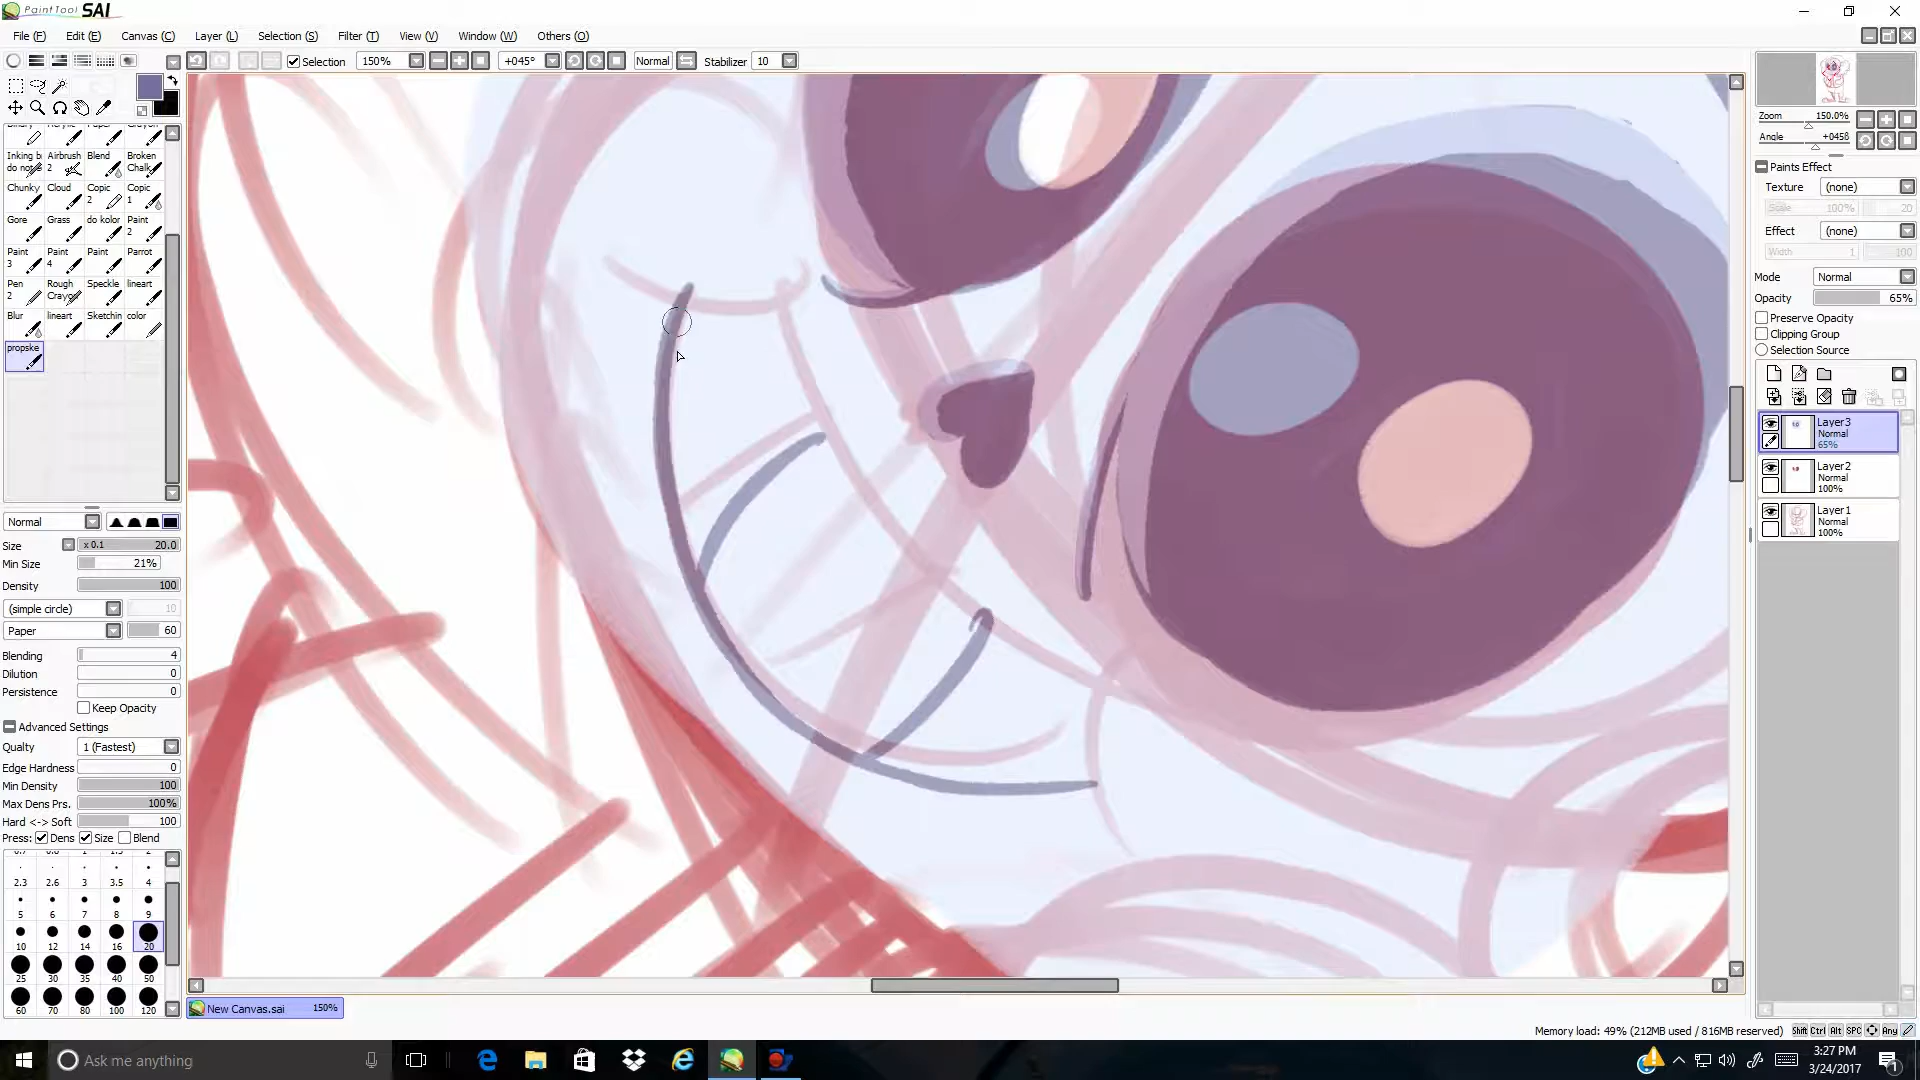 PaintTool SAI
File (F) Edit (E) Canvas (C) Layer (L) Selection (S) Filter (T) View (V) Window (W) Others (O)
Selection 150% +045° Normal Stabilizer 10
Inking b do not s Airbrush 2 Blend Broken Chalk
Chunky Cloud Copic 2 Copic 1
Gore Grass do kolor Paint 2
Paint 3 Paint 4 Paint Parrot
Pen 2 Rough Crayon Speckle lineart
Blur lineart Sketchin color
propske
Normal
Size x 0.1 20.0
Min Size 21%
Density 100
(simple circle) 10
Paper 60
Blending 4
Dilution 0
Persistence 0
Keep Opacity
Advanced Settings
Quality 1 (Fastest)
Edge Hardness 0
Min Density 100
Max Dens Prs. 100%
Hard <-> Soft 100
Press: Dens Size Blend
2.3 2.6 3 3.5 4
5 6 7 8 9
10 12 14 16 20
25 30 35 40 50
60 70 80 100 120
New Canvas.sai 150%
Zoom 150.0%
Angle +045ß
Paints Effect
Texture (none)
Scale 100% 20
Effect (none)
Width 1 100
Mode Normal
Opacity 65%
Preserve Opacity
Clipping Group
Selection Source
Layer3
Normal
65%
Layer2
Normal
100%
Layer1
Normal
100%
Memory load: 49% (212MB used / 816MB reserved) Shift Ctrl Alt SPC Any
Ask me anything
3:27 PM
3/24/2017